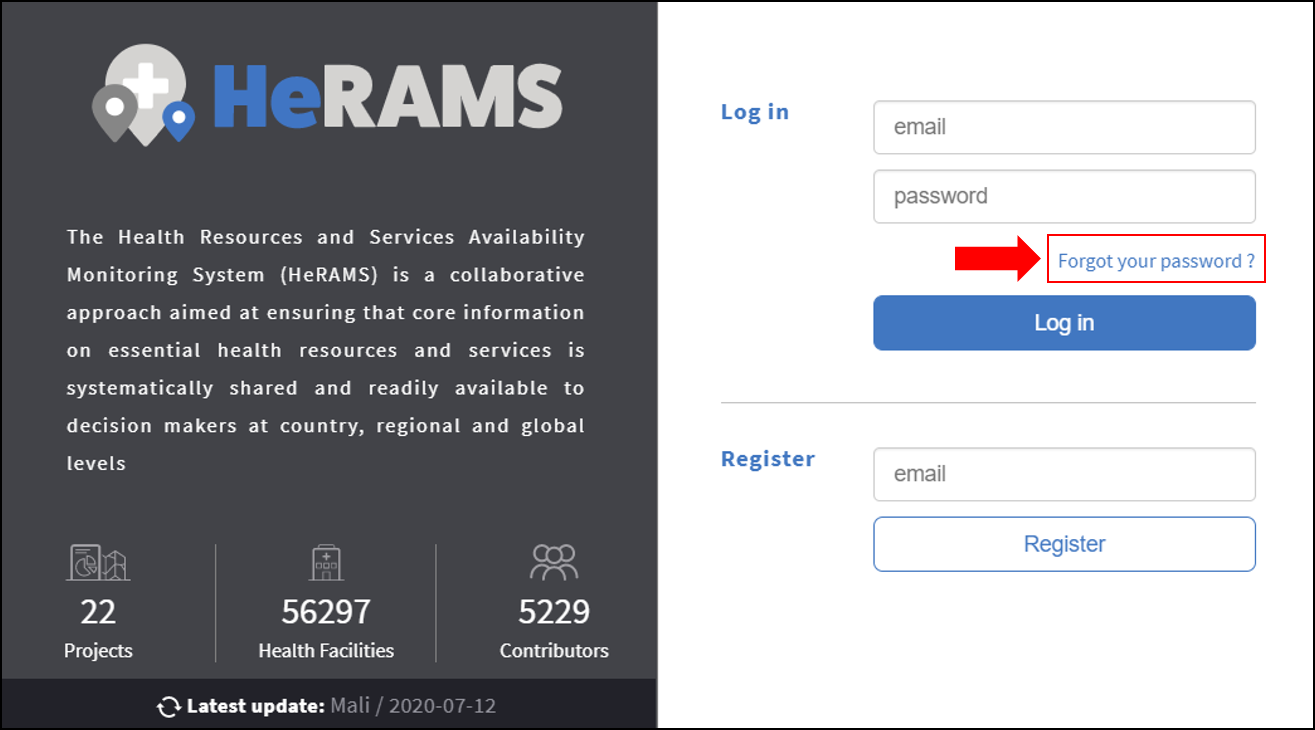 HeRAMS
The Health Resources and Services Availability
Monitoring System (HeRAMS) is a collaborative
approach aimed at ensuring that core information
on essential health resources and services is
systematically shared and readily available to
decision makers at country, regional and global
levels
22
Projects
56297
Health Facilities
5229
Contributors
Latest update: Mali / 2020-07-12
Log in
email
password
Forgot your password ?
Log in
Register
email
Register